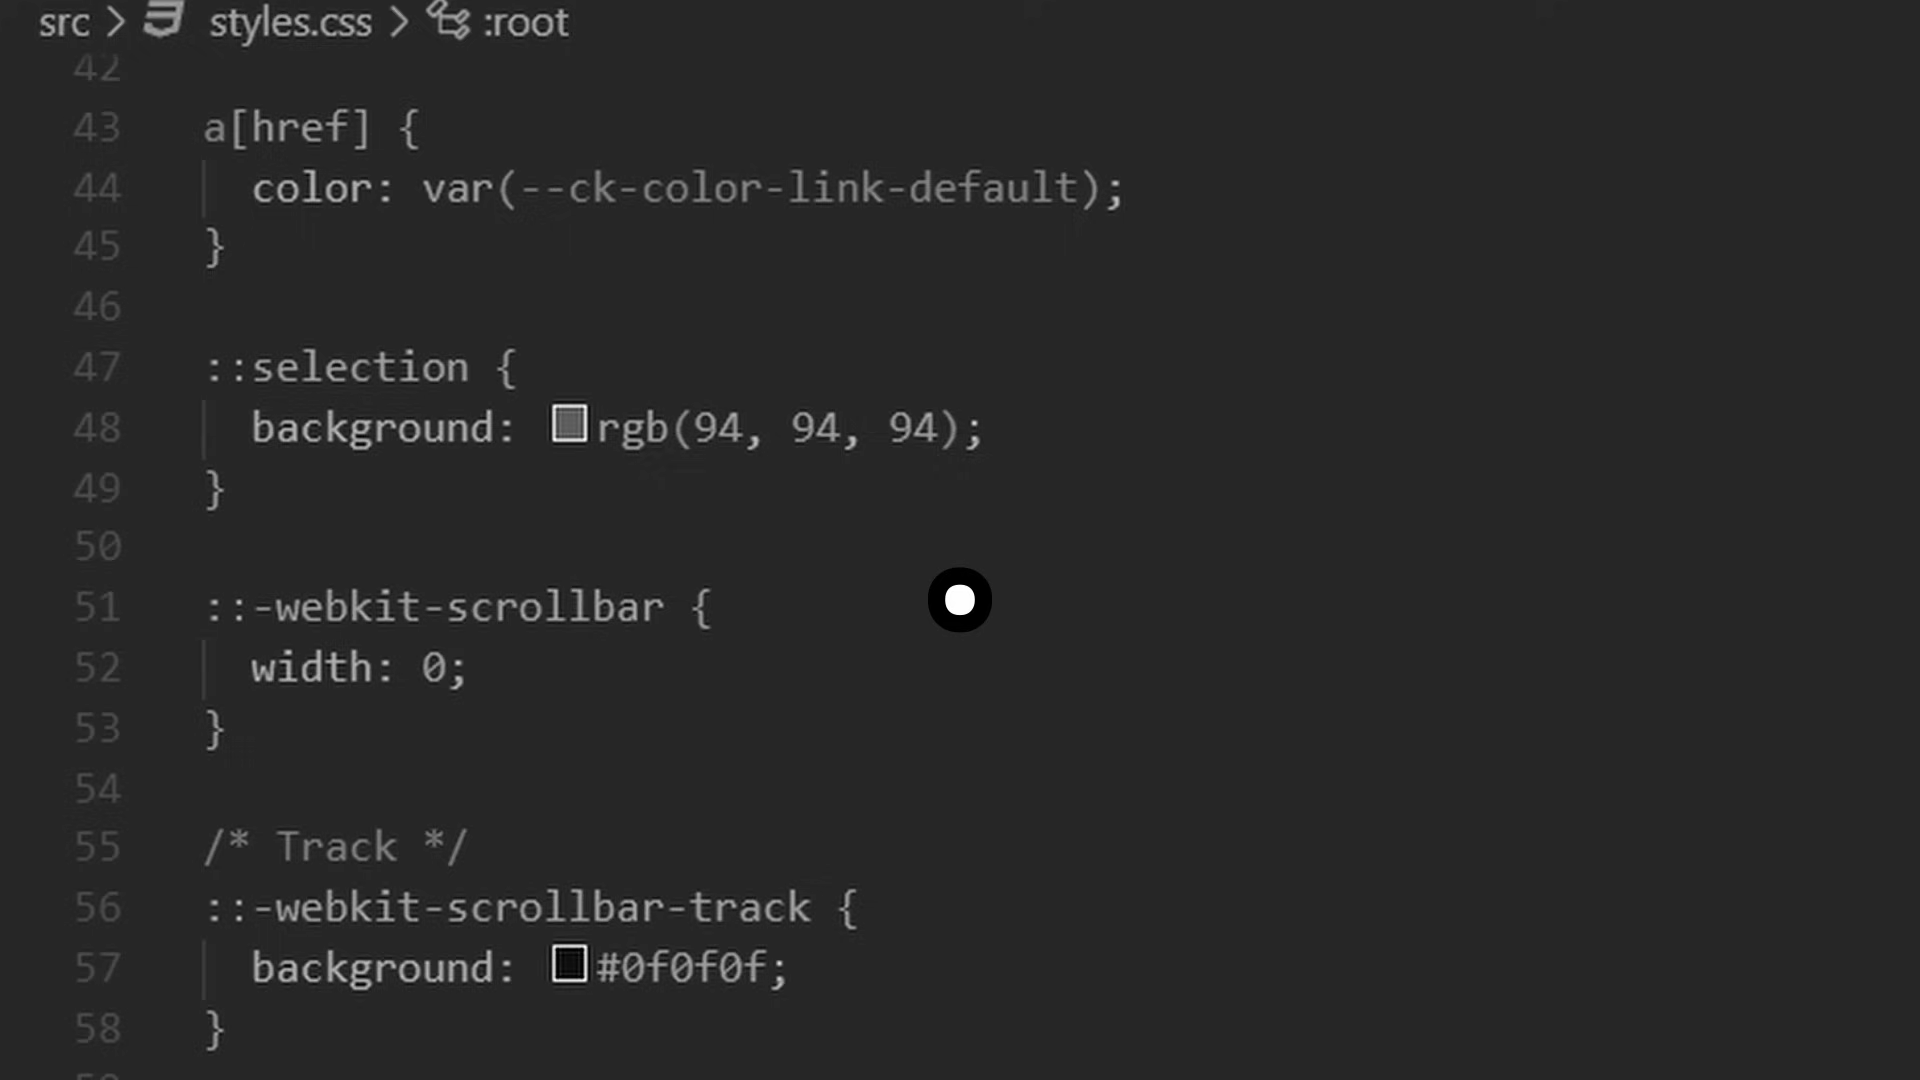 src > styles.css > :root
42
43 a[href] {
44 color: var(--ck-color-link-default);
45 }
46
47 ::selection {
48 background: rgb(94, 94, 94);
49 }
50
51 ::-webkit-scrollbar {
52 width: 0;
53 }
54
55 /* Track */
56 ::-webkit-scrollbar-track {
57 background: #0f0f0f;
58 }